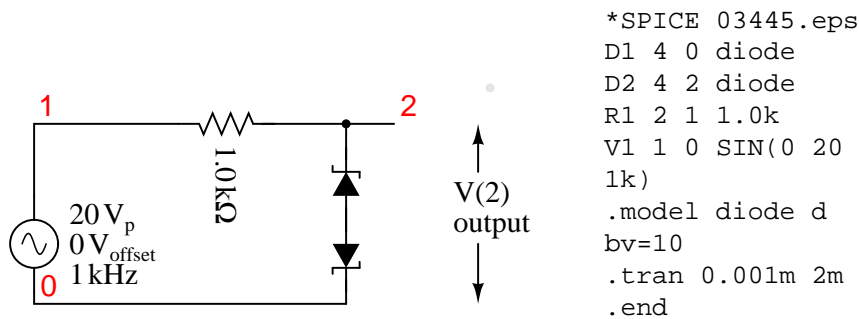 1
2
1.0kΩ
20 Vp
0 Voffset
1 kHz
0
V(2)
output
*SPICE 03445.eps
D1 4 0 diode
D2 4 2 diode
R1 2 1 1.0k
V1 1 0 SIN(0 20
1k)
.model diode d
bv=10
.tran 0.001m 2m
.end